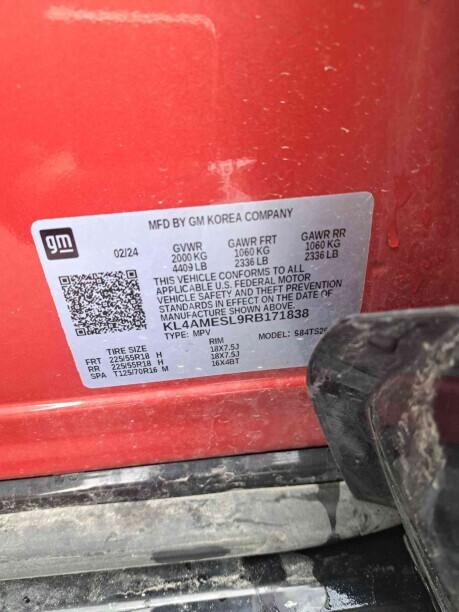 gm
MFD BY GM KOREA COMPANY
02/24 GVWR GAWR FRT GAWR RR
2000 KG 1060 KG 1060 KG
4409 LB 2336 LB 2336 LB
THIS VEHICLE CONFORMS TO ALL
APPLICABLE U.S. FEDERAL MOTOR
VEHICLE SAFETY AND THEFT PREVENTION
STANDARDS IN EFFECT ON THE DATE OF
MANUFACTURE SHOWN ABOVE.
KL4AMESL9RB171838
TYPE: MPV MODEL:
TIRE SIZE RIM
FRT 225/55R18 H 18X7.5J
RR 225/55R18 H 18X7.5J
SPA T125/70R16 M 16X4BT